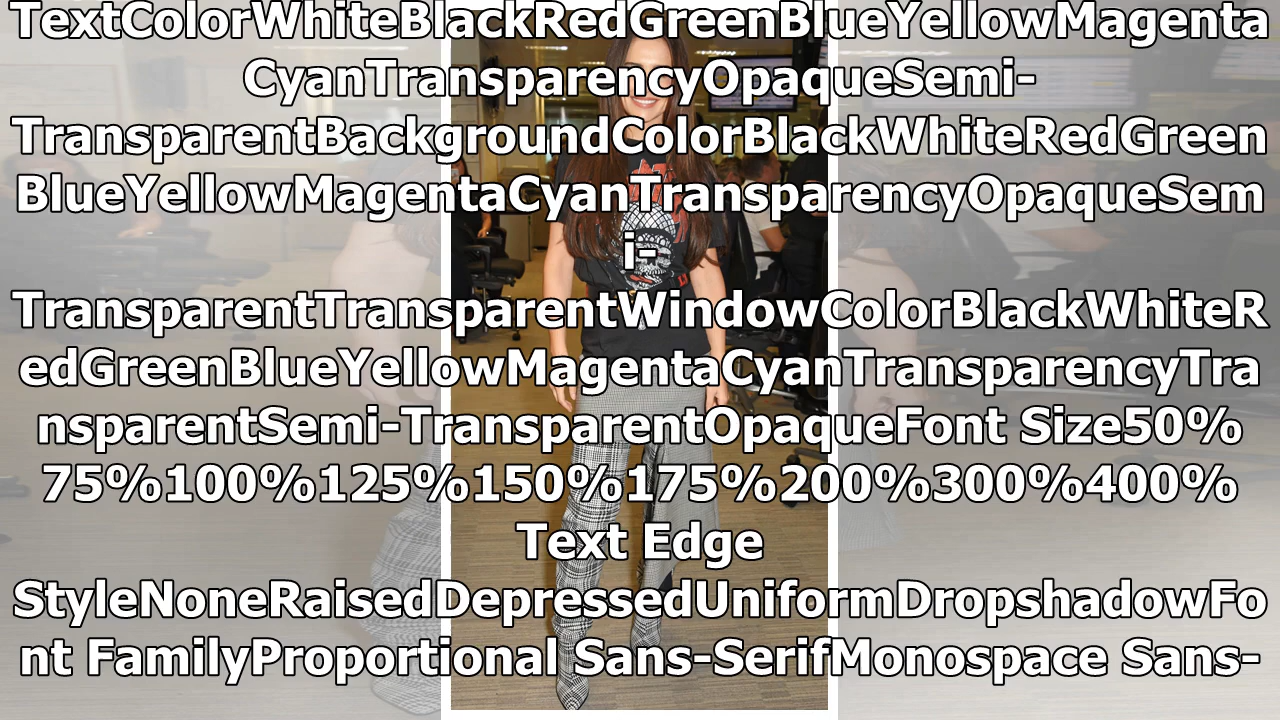 TextColorWhiteBlackRedGreenBlueYellowMagenta
CyanTransparencyOpaqueSemi-
TransparentBackgroundColorBlackWhiteRedGreen
BlueYellowMagentaCyanTransparencyOpaqueSem
i-
TransparentTransparentWindowColorBlackWhiteR
edGreenBlueYellowMagentaCyanTransparencyTra
nsparentSemi-TransparentOpaqueFont Size50%
75%100%125%150%175%200%300%400%
Text Edge
StyleNoneRaisedDepressedUniformDropshadowFo
nt FamilyProportional Sans-SerifMonospace Sans-